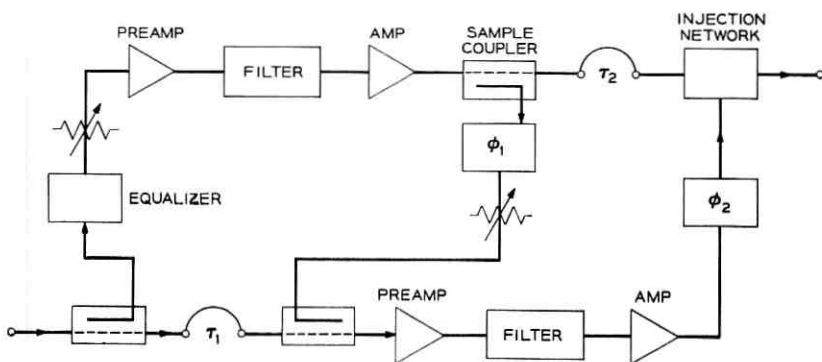 PREAMP
FILTER
AMP
SAMPLE
COUPLER
τ2
INJECTION
NETWORK
ϕ1
EQUALIZER
ϕ2
τ1
PREAMP
FILTER
AMP